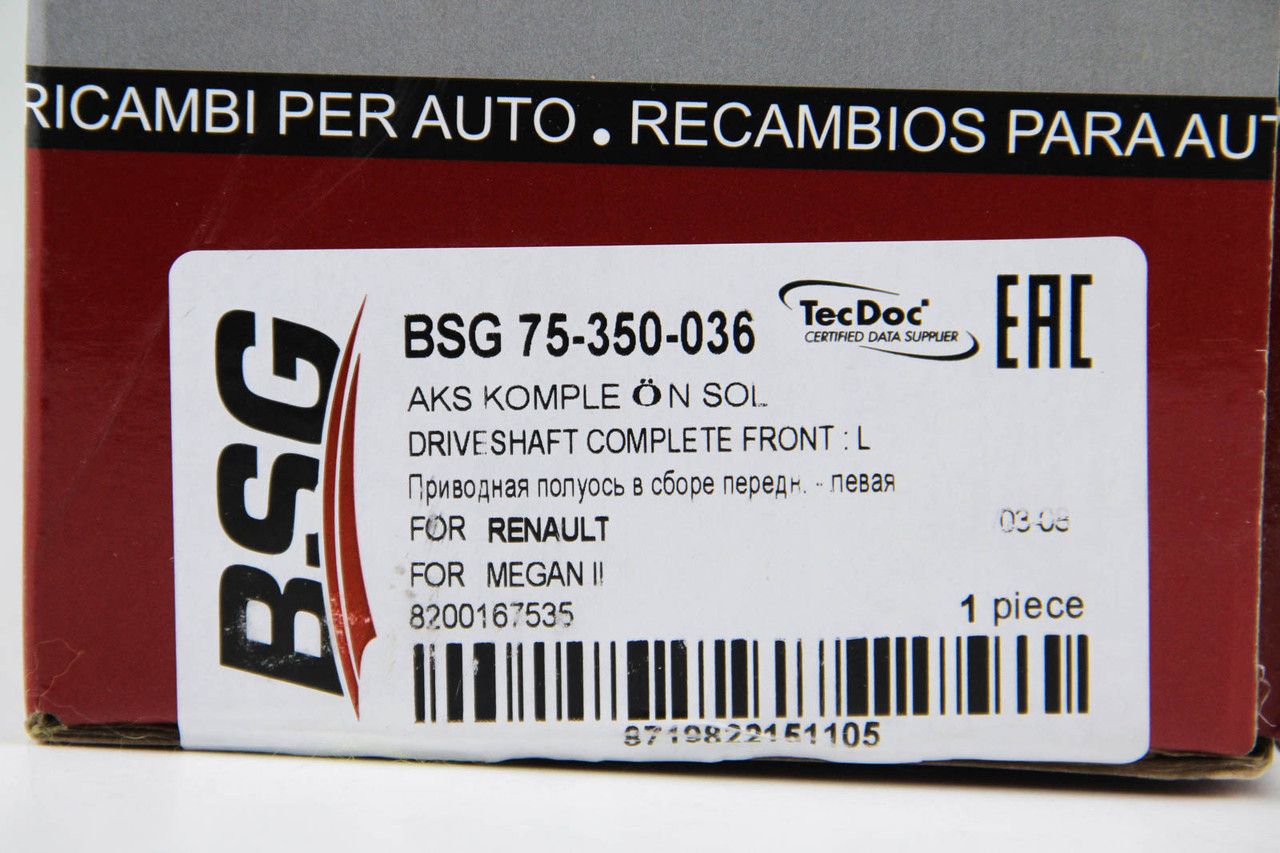 RICAMBI PER AUTO . RECAMBIOS PARA AUT
BSG
BSG 75-350-036
TecDoc
CERTIFIED DATA SUPPLIER
EAC
AKS KOMPLE ÖN SOL
DRIVESHAFT COMPLETE FRONT : L
Приводная полуось в сборе передн. - левая
FOR RENAULT
03-08
FOR MEGAN II
8200167535
1 piece
8719822151105